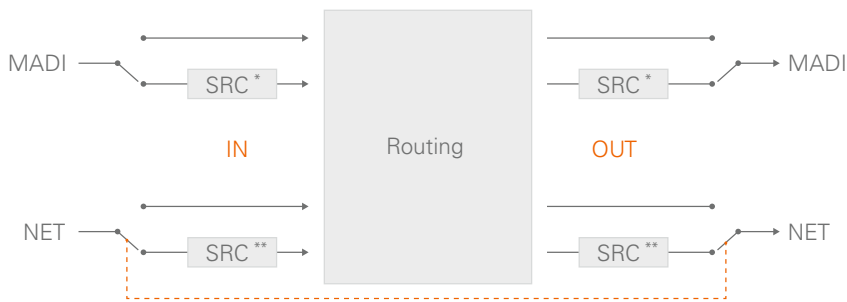 MADI
SRC *
SRC *
MADI
IN
Routing
OUT
NET
SRC **
SRC **
NET